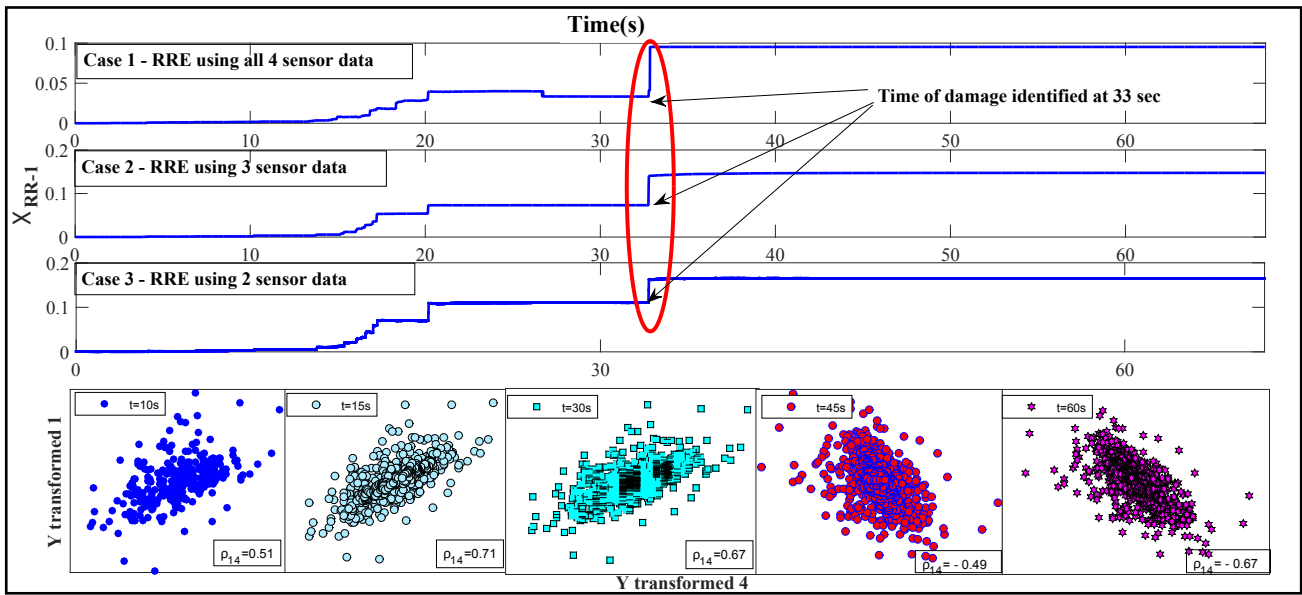 Time(s)
0.1
0.05
0
Case 1 - RRE using all 4 sensor data
Time of damage identified at 33 sec
0 10 20 30 40 50 60
χRR-1
0.2
0.1
0
Case 2 - RRE using 3 sensor data
0 10 20 30 40 50 60
0.2
0.1
0
Case 3 - RRE using 2 sensor data
0 30 60
Y transformed 1
t=10s
t=15s
t=30s
t=45s
t=60s
ρ14=0.51
ρ14=0.71
ρ14=0.67
ρ14= - 0.49
ρ14= - 0.67
Y transformed 4